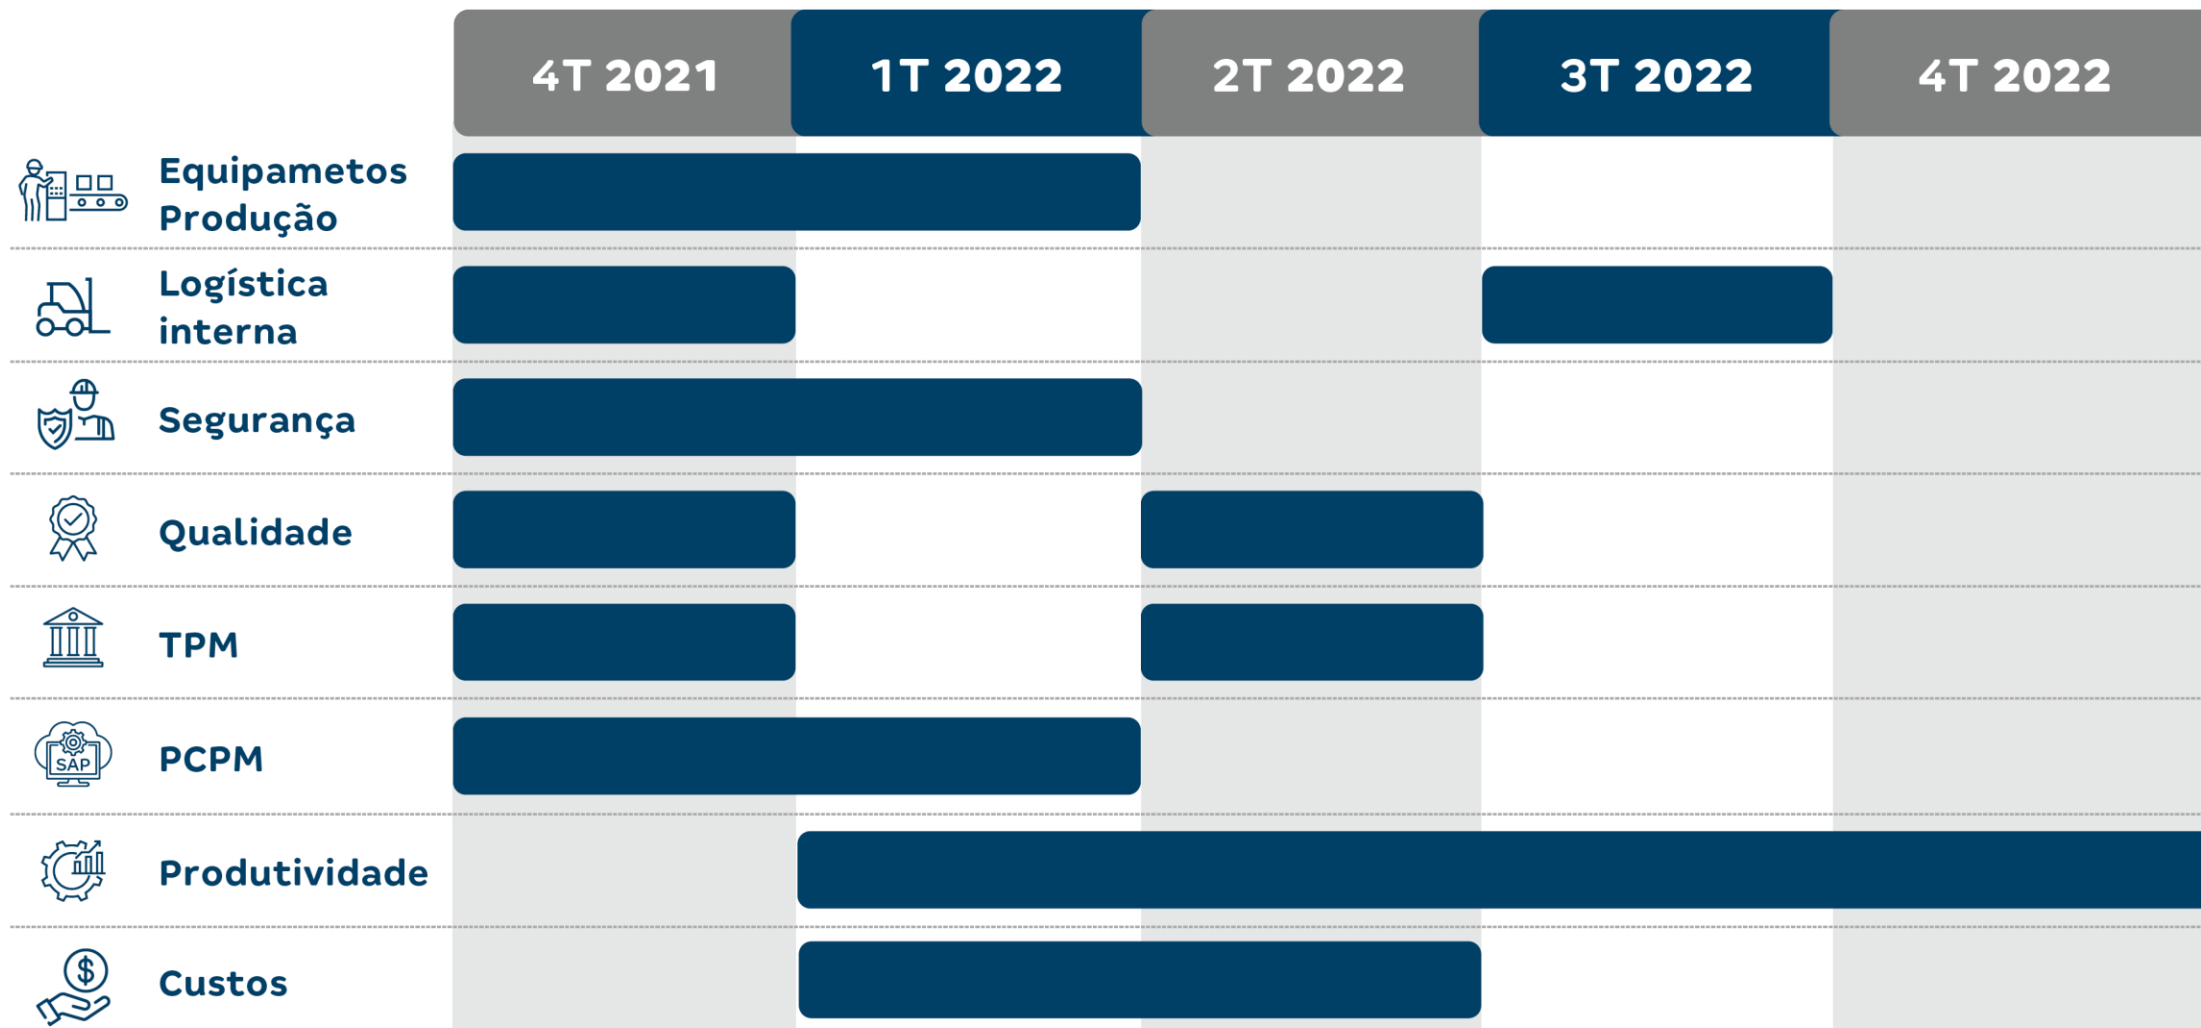 4T 2021
1T 2022
2T 2022
3T 2022
4T 2022
Equipametos
Produção
Logística
interna
Segurança
Qualidade
TPM
SAP
PCPM
Produtividade
$
Custos